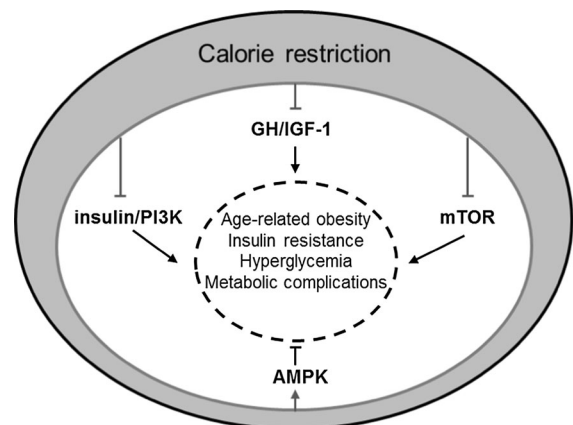 Calorie restriction
GH/IGF-1
insulin/PI3K
mTOR
Age-related obesity
Insulin resistance
Hyperglycemia
Metabolic complications
AMPK